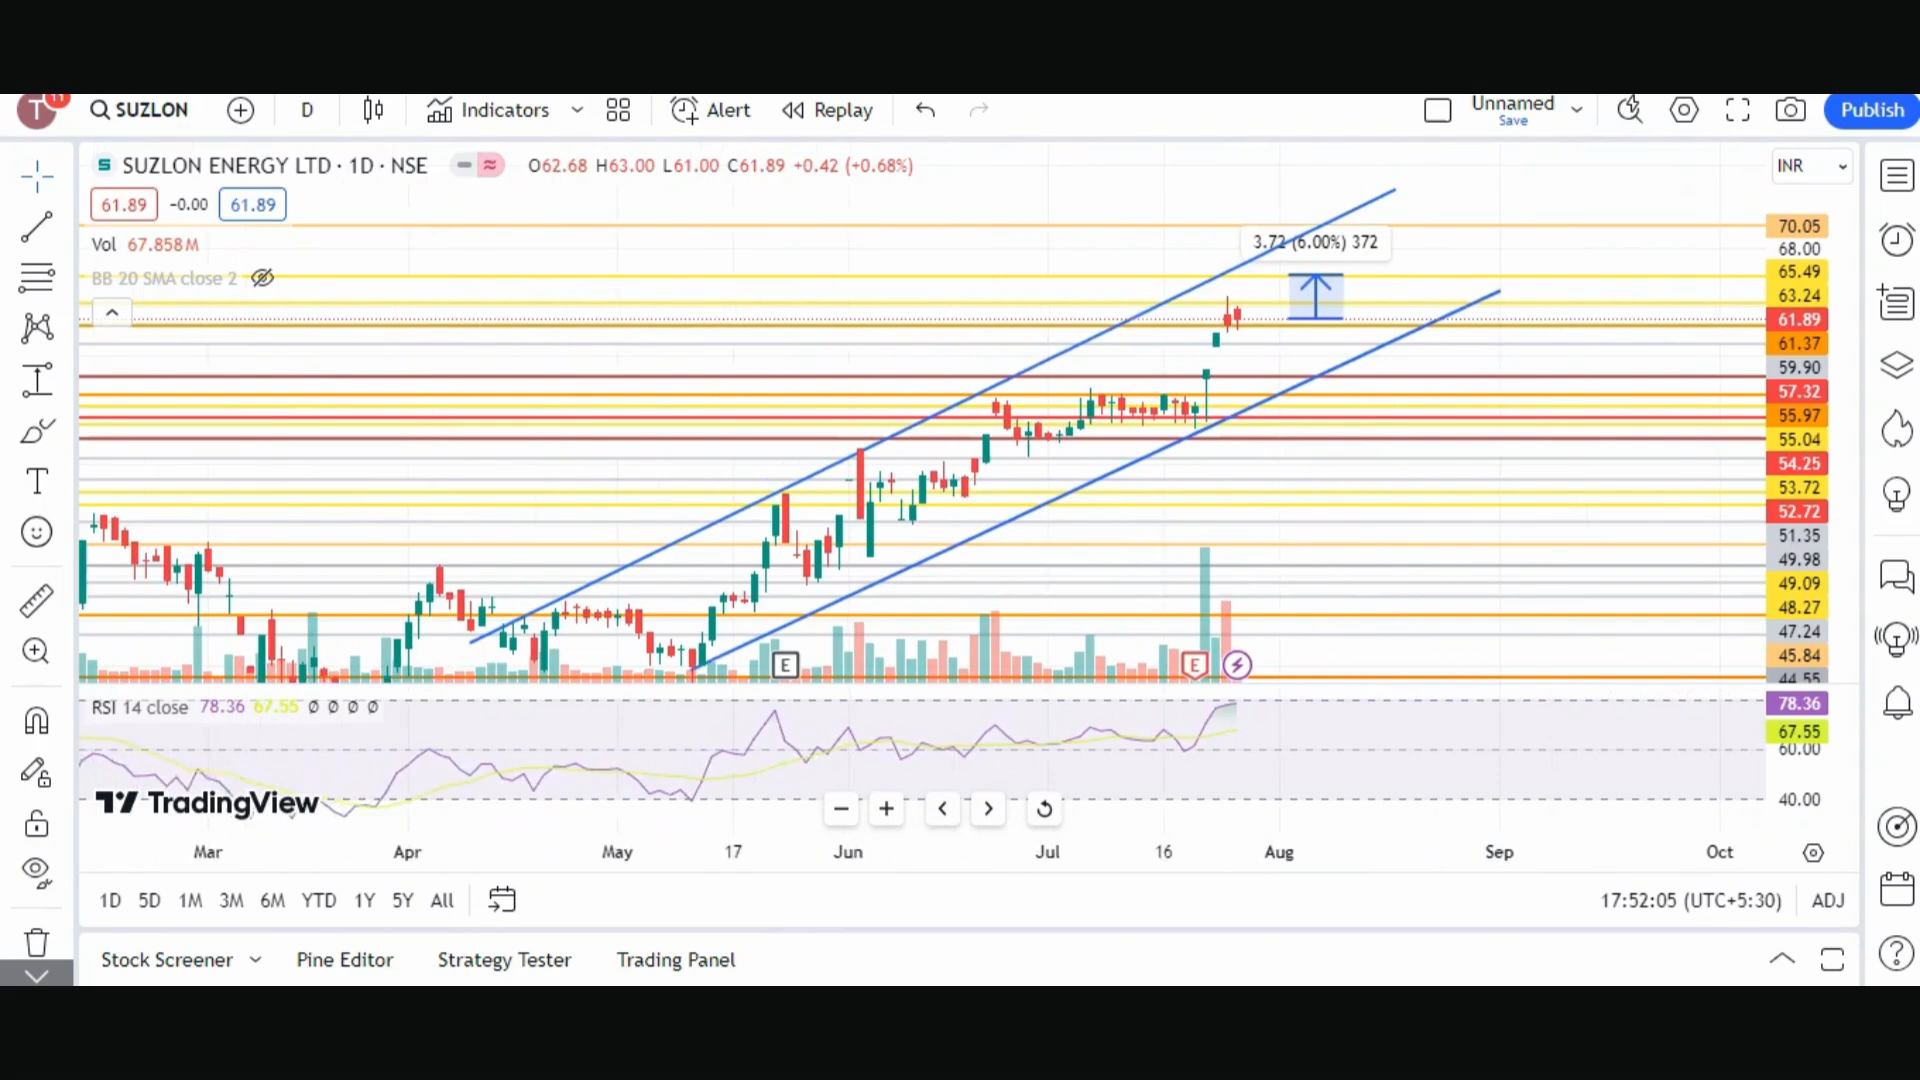 T 11 SUZLON D Indicators Alert Replay Unnamed Save Publish
S SUZLON ENERGY LTD · 1D · NSE O62.68 H63.00 L61.00 C61.89 +0.42 (+0.68%) INR
61.89 −0.00 61.89
Vol 67.858M
BB 20 SMA close 2
3.72 (6.00%) 372
70.05
68.00
65.49
63.24
61.89
61.37
59.90
57.32
55.97
55.04
54.25
53.72
52.72
51.35
49.98
49.09
48.27
47.24
45.84
44.55
E E
RSI 14 close 78.36 67.55 Ø Ø Ø Ø
78.36
67.55
60.00
40.00
TradingView
Mar Apr May 17 Jun Jul 16 Aug Sep Oct
1D 5D 1M 3M 6M YTD 1Y 5Y All 17:52:05 (UTC+5:30) ADJ
Stock Screener Pine Editor Strategy Tester Trading Panel